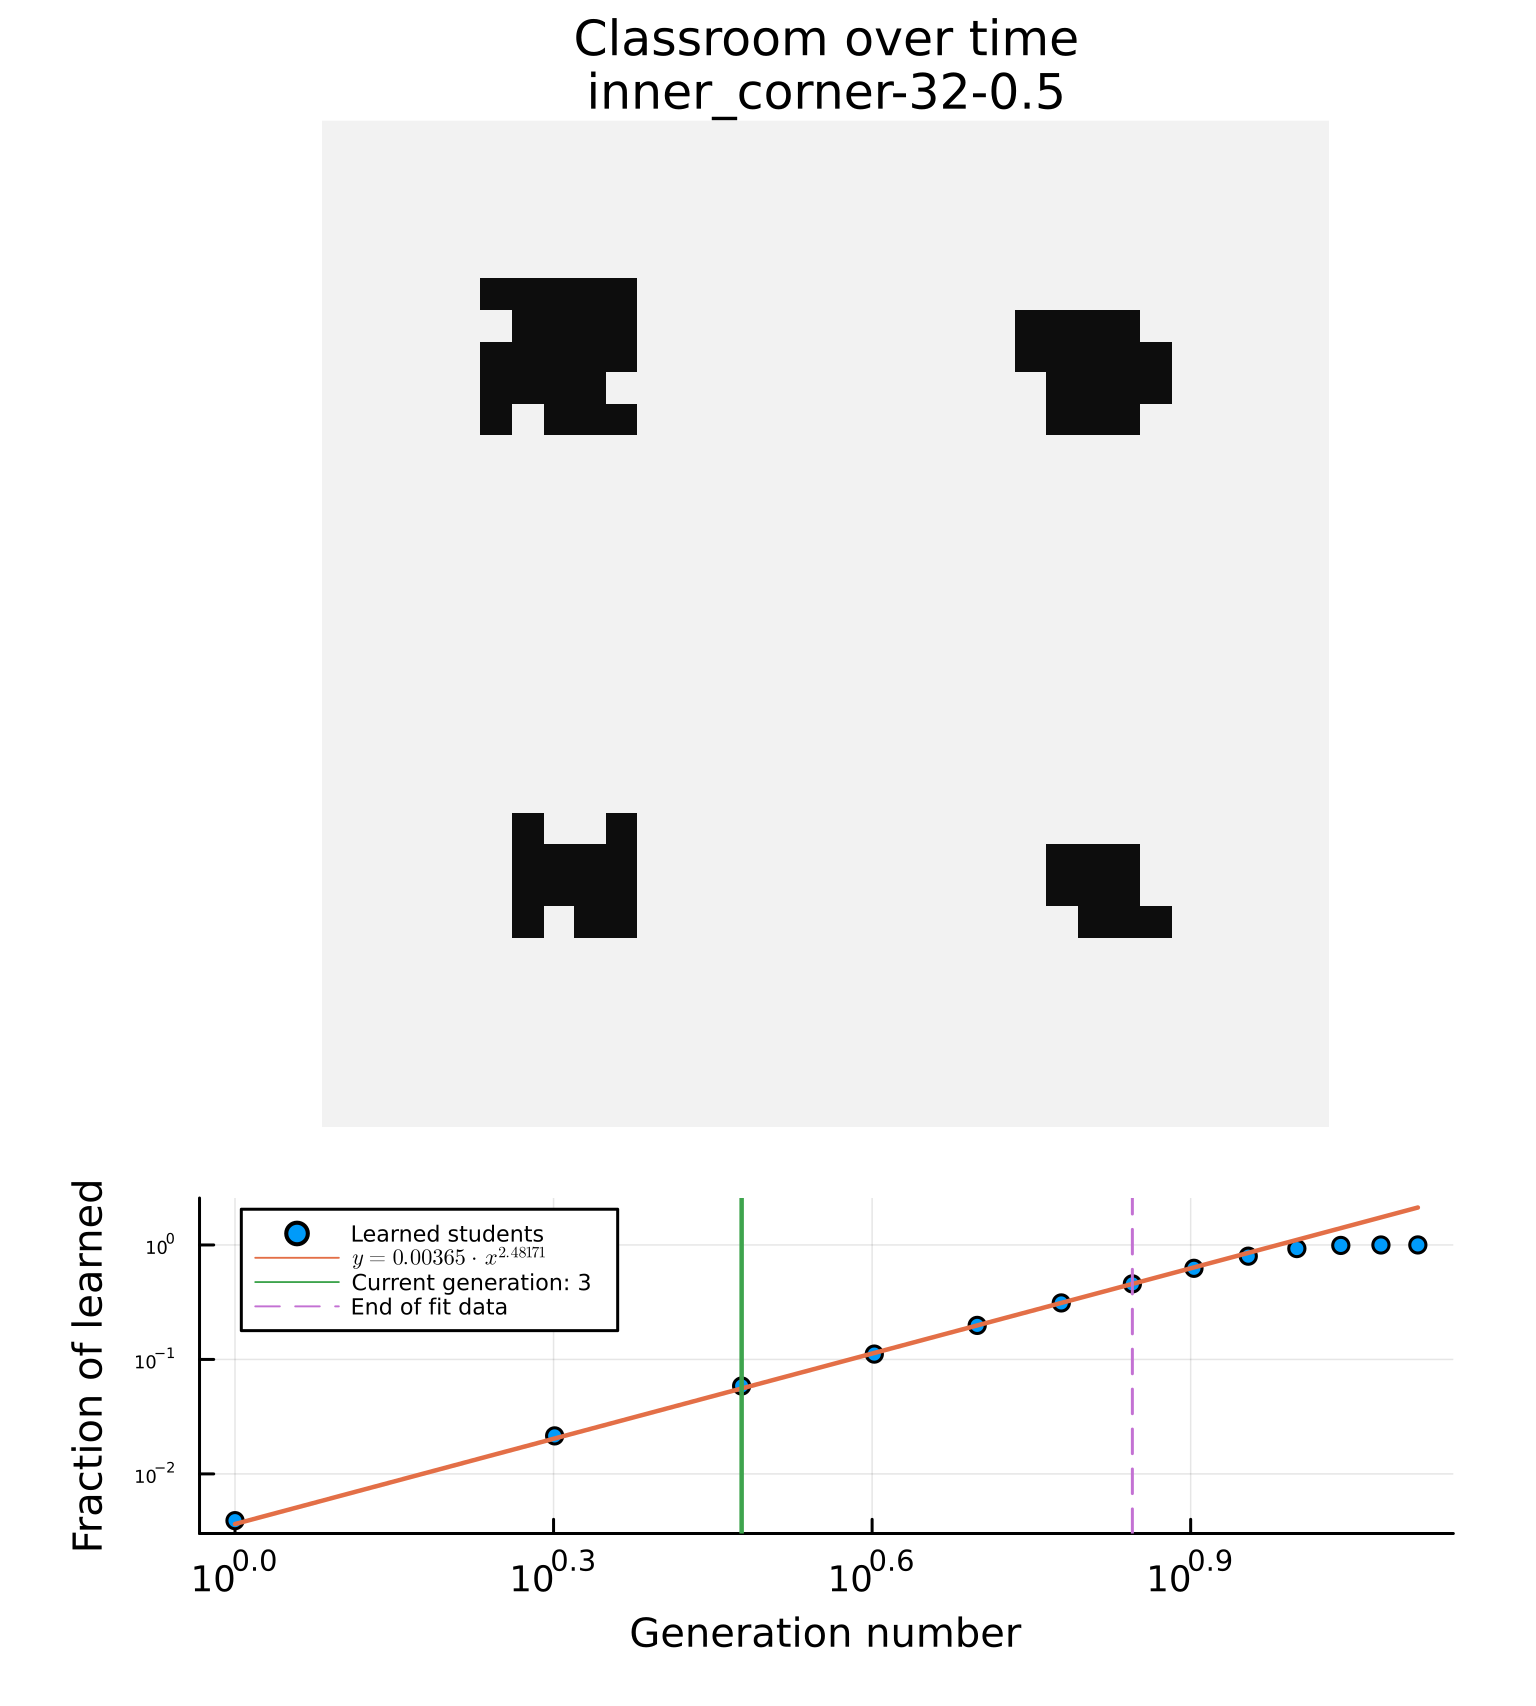 Classroom over time
inner_corner-32-0.5
Fraction of learned
10^0
10^−1
10^−2
Learned students
y = 0.00365 · x^2.48171
Current generation: 3
End of fit data
10^0.0 10^0.3 10^0.6 10^0.9
Generation number